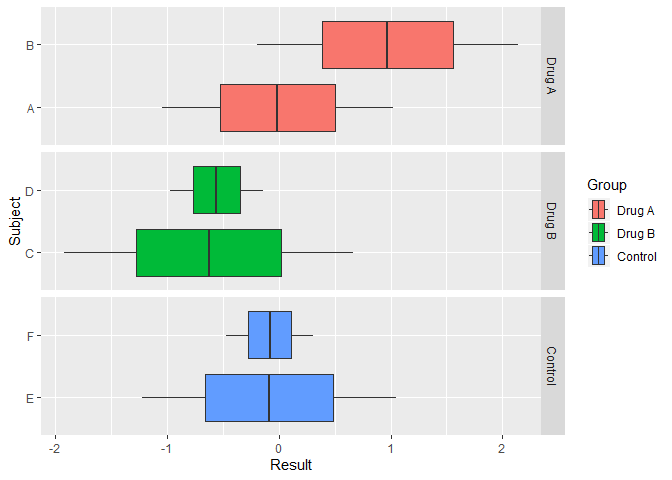 B
A
Drug A
D
C
Drug B
F
E
Control
Subject
-2
-1
0
1
2
Result
Group
Drug A
Drug B
Control